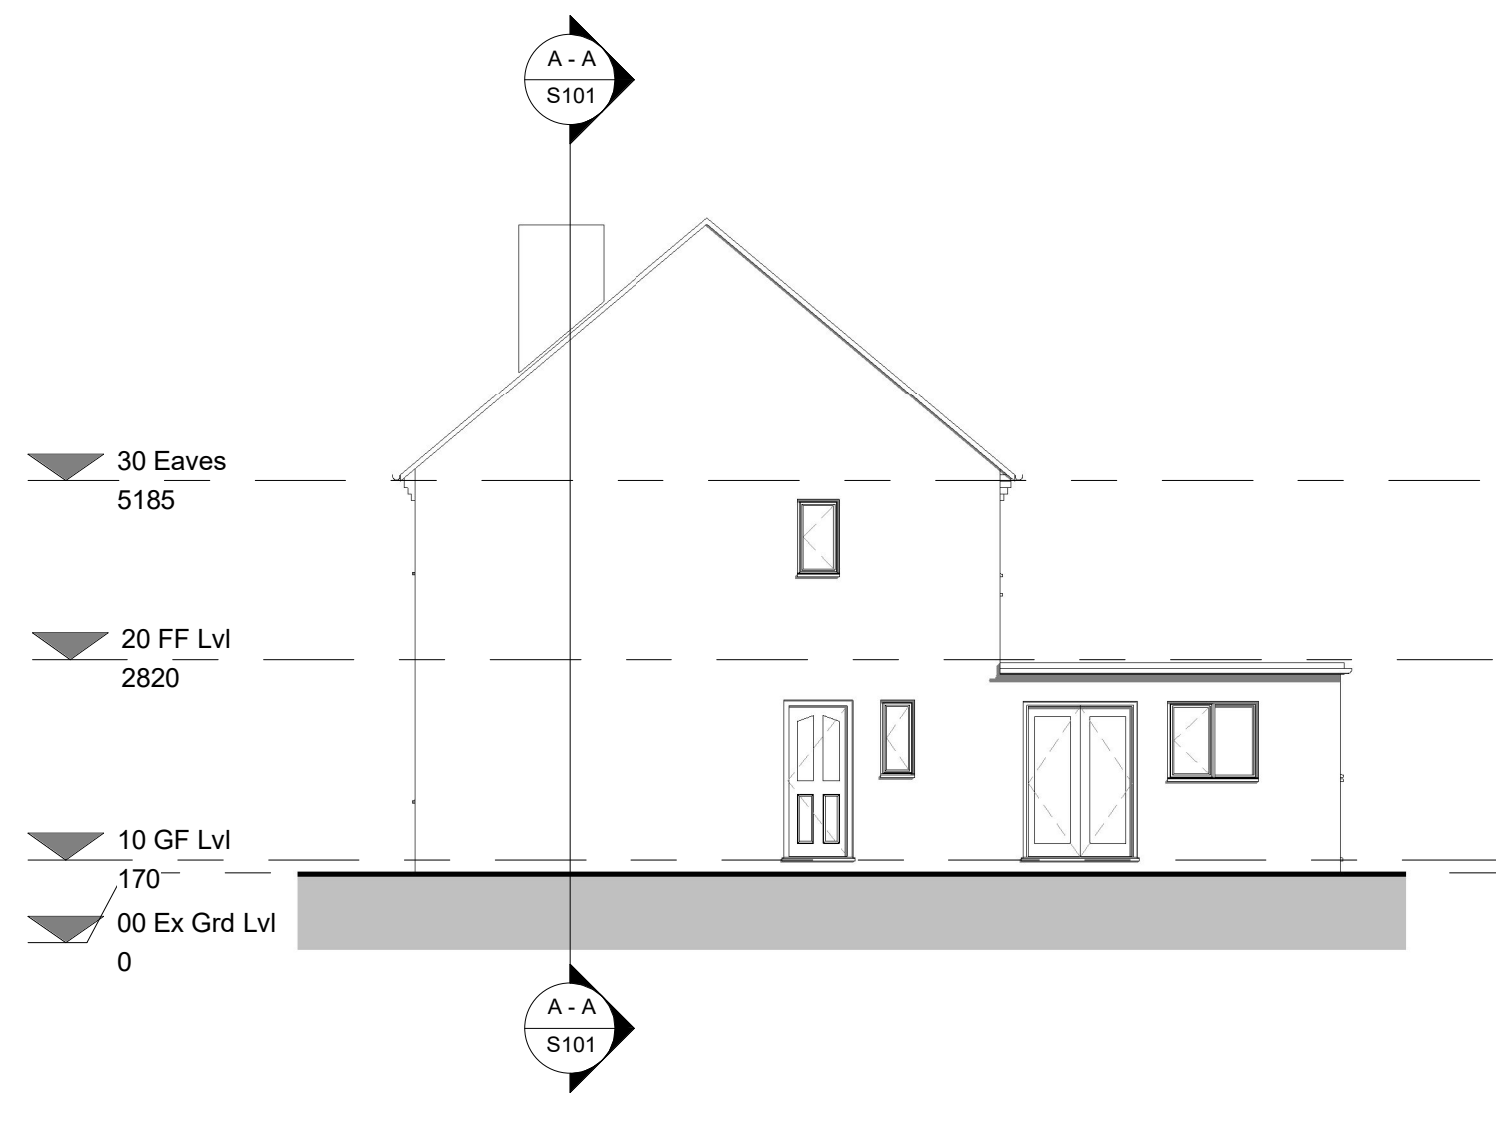 A - A
S101
30 Eaves
5185
20 FF Lvl
2820
10 GF Lvl
170
00 Ex Grd Lvl
0
A - A
S101